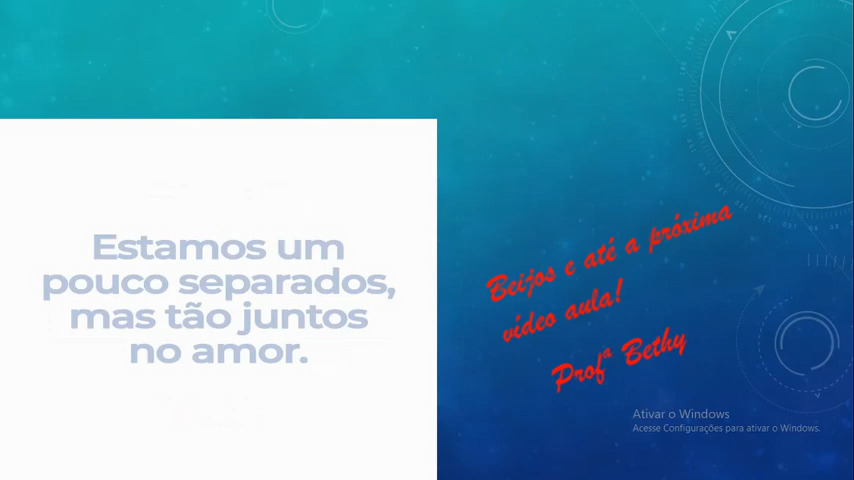 Estamos um
pouco separados,
mas tão juntos
no amor.
Beijos e até a próxima
vídeo aula!
Profª Bethy
Ativar o Windows
Acesse Configurações para ativar o Windows.